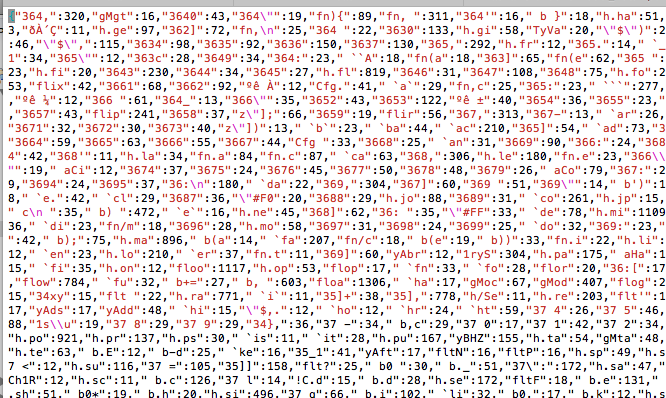 {"364,":320,"gMgt":16,"3640":43,"364\"":19,"fn){":89,"fn, ":311,"364'":16," b }":18,"h.ha":51,
"h.ge":97,"362]":72,"fn,\n":25,"364 ":22,"3630":133,"h.gi":58,"TyVa":20,"\"$\")":2
:46,"\"$\",":115,"3634":98,"3635":92,"3636":150,"3637":130,"365,":292,"h.fr":12,"365.":14," `_
1":34,"365\"":12,"363c":28,"3649":34,"364:":23," ``A":18,"fn(a":18,"363]":65,"fn(e":62,"365 ":
:23,"h.fi":20,"3643":230,"3644":34,"3645":27,"h.fl":819,"3646":31,"3647":108,"3648":75,"h.fo":2
:53,"flix":42,"3661":68,"3662":92,"Cfg.":41," `a`":29,"fn,c":25,"365:":23," ```":277,
:12,"366 ":61,"364_":13,"366\"":35,"3652":43,"3653":122,:40,"3654":36,"3655":23,
,"3657":43,"flip":241,"3658":37,"z\"];":66,"3659":19,"flir":56,"367,":313,"367-":13," `ar":26,
"3671":32,"3672":30,"3673":40,"z\"])":13," `b`":23," `ba":44," `ac":210,"365]":54," `ad":73,"3
"3664":59,"3665":63,"3666":55,"3667":44,"Cfg ":33,"3668":25," `an":31,"3669":90,"366:":24,"368
4":42,"368'":11,"h.la":34,"fn.a":84,"fn.c":87," `ca":63,"368,":306,"h.le":180,"fn.e":23,"366\\
"":19," aCi":12,"3674":37,"3675":24,"3676":45,"3677":50,"3678":48,"3679":26," aCo":79,"367:":2
"3694":24,"3695":37,"36:\n":180," `da":22,"369,":304,"367]":60,"369 ":51,"369\"":14," b')":1
8," `e.":42," `cl":29,"3687":36,"\"#F0":20,"3688":29,"h.jo":88,"3689":31," `co":261,"h.jp":15,
" c\n ":35," b) ":472," `e`":16,"h.ne":45,"368]":62,"36: ":35,"\"#FF":33," `de":78,"h.mi":1109
"36," `di":23,"fn/m":18,"3696":28,"h.mo":58,"3697":31,"3698":24,"3699":25," `do":32,"369:":23,"
:42," b);":75,"h.ma":896," b(a":14," `fa":207,"fn/c":18," b(e":19," b))":33,"fn.i":22,"h.li":
12," `en":23,"h.lo":210," `er":37,"fn.t":11,"369]":60,"yAbr":12,"1ryS":304,"h.pa":175," aHa":1
15," `fi":35,"h.on":12,"floo":1117,"h.op":53,"flop":17," `fn":33," `fo":28,"flor":20,"36:[":17
,"flow":784," `fu":32," b+=":27," b, ":603,"floa":1306," `ha":17,"gMoc":67,"gMod":407,"flog":2
15,"34xy":15,"flt ":22,"h.ra":771," `i`":11,"35]+":38,"35],":778,"h/Se":11,"h.re":203,"flt'":1
17,"yAds":17,"yAdd":48," `hi":15,"\"$,.":12," `ho":12," `hr":24," `ht":59,"37 4":26,"37 5":46,
88,"1s\\u":19,"37 8":29,"37 9":29,"34},":36,"37 −":34," b,c":29,"37 0":17,"37 1":42,"37 2":34,
"h.po":921,"h.pr":137,"h.ps":30," `is":11," `it":28,"h.pu":167,"yBHZ":155,"h.ta":54,"gMta":48,
"h.te":63," b.E":12," b-d":25," `ke":16,"35_1":41,"yAft":17,"fltN":16,"fltP":16,"h.sp":49,"h.s
"7 <":12,"h.su":116,"37 =":105,"35]]":158,"flt?":25," b0 ":30," b._":51,"37\":":172,"h.sa":47,"
Ch1R":12,"h.sc":11," b.c":126,"37 l":14,"!C.d":15," b.d":28,"h.se":172,"fltF":18," b.e":131,"
.sh":51," b0*":19," b.h":20,"h.si":496,"37 q":66," b.i":102," `li":32," b0.":17," b.k":12,"h.s